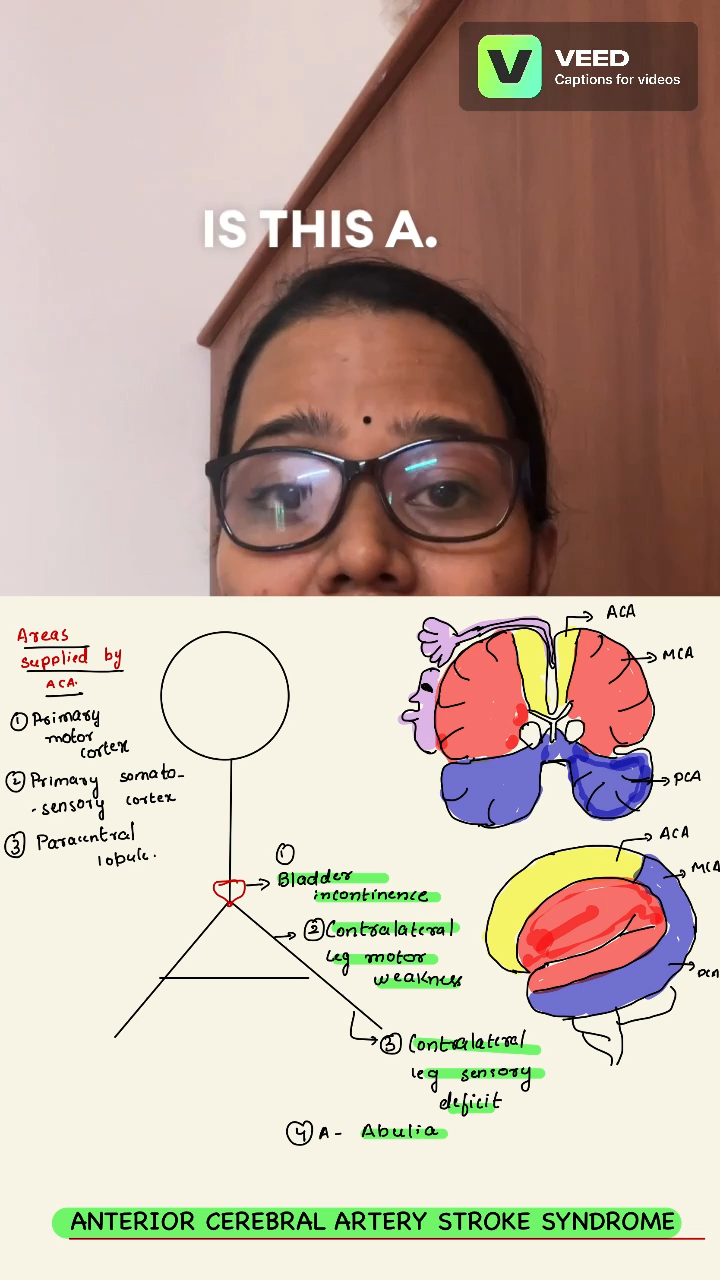 VEED
Captions for videos
IS THIS A.
Areas
supplied by
ACA.
① Primary
motor
cortex
② Primary somato-
-sensory cortex
③ Paracentral
lobule.
①
Bladder
incontinence
② Contralateral
leg motor
weakness
③ Contralateral
leg sensory
deficit
④ A- Abulia
ACA
MCA
PCA
ACA
MCA
PCA
ANTERIOR CEREBRAL ARTERY STROKE SYNDROME